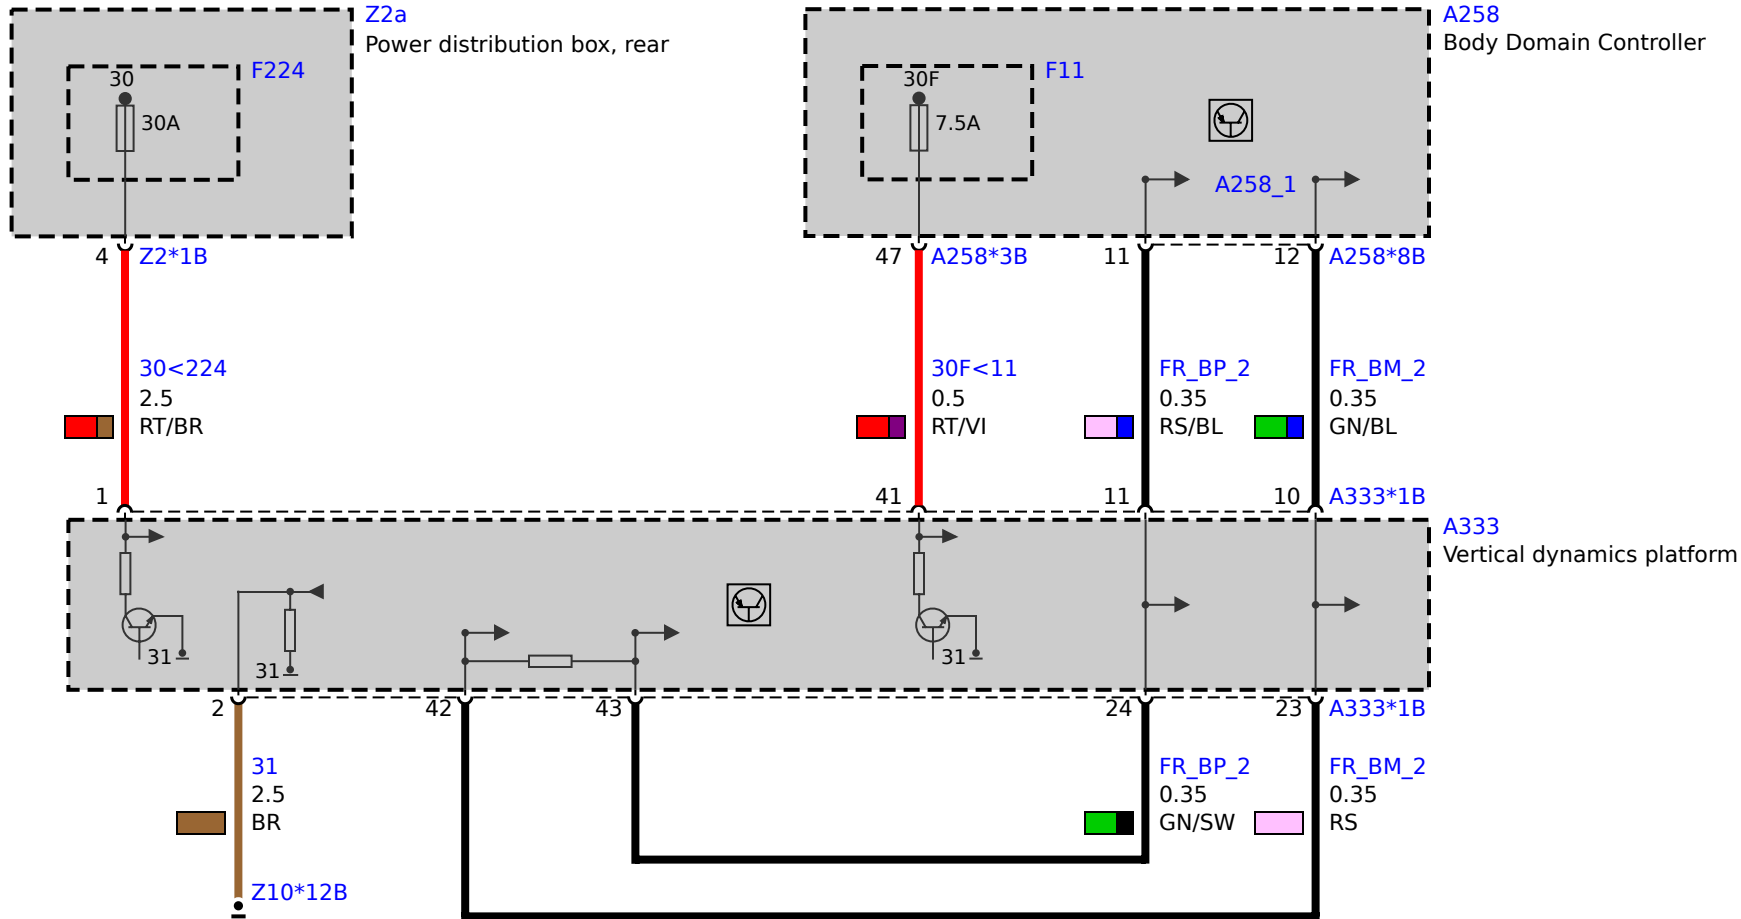 Z2a
Power distribution box, rear
F224
30
30A
A258
Body Domain Controller
F11
30F
7.5A
A258_1
4
Z2*1B
47
A258*3B
11
12
A258*8B
30<224
2.5
RT/BR
30F<11
0.5
RT/VI
FR_BP_2
0.35
RS/BL
FR_BM_2
0.35
GN/BL
1
41
11
10
A333*1B
A333
Vertical dynamics platform
31
31
31
2
42
43
24
23
A333*1B
31
2.5
BR
FR_BP_2
0.35
GN/SW
FR_BM_2
0.35
RS
Z10*12B